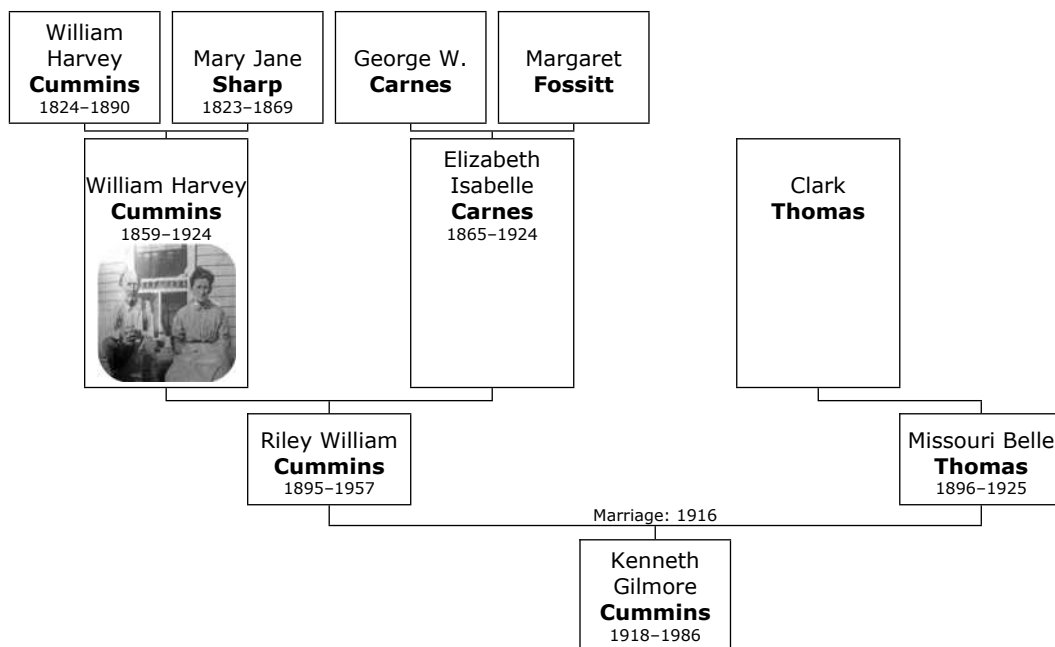 William
Harvey
Cummins
1824–1890
Mary Jane
Sharp
1823–1869
George W.
Carnes
Margaret
Fossitt
William Harvey
Cummins
1859–1924
Elizabeth
Isabelle
Carnes
1865–1924
Clark
Thomas
Riley William
Cummins
1895–1957
Missouri Belle
Thomas
1896–1925
Marriage: 1916
Kenneth
Gilmore
Cummins
1918–1986